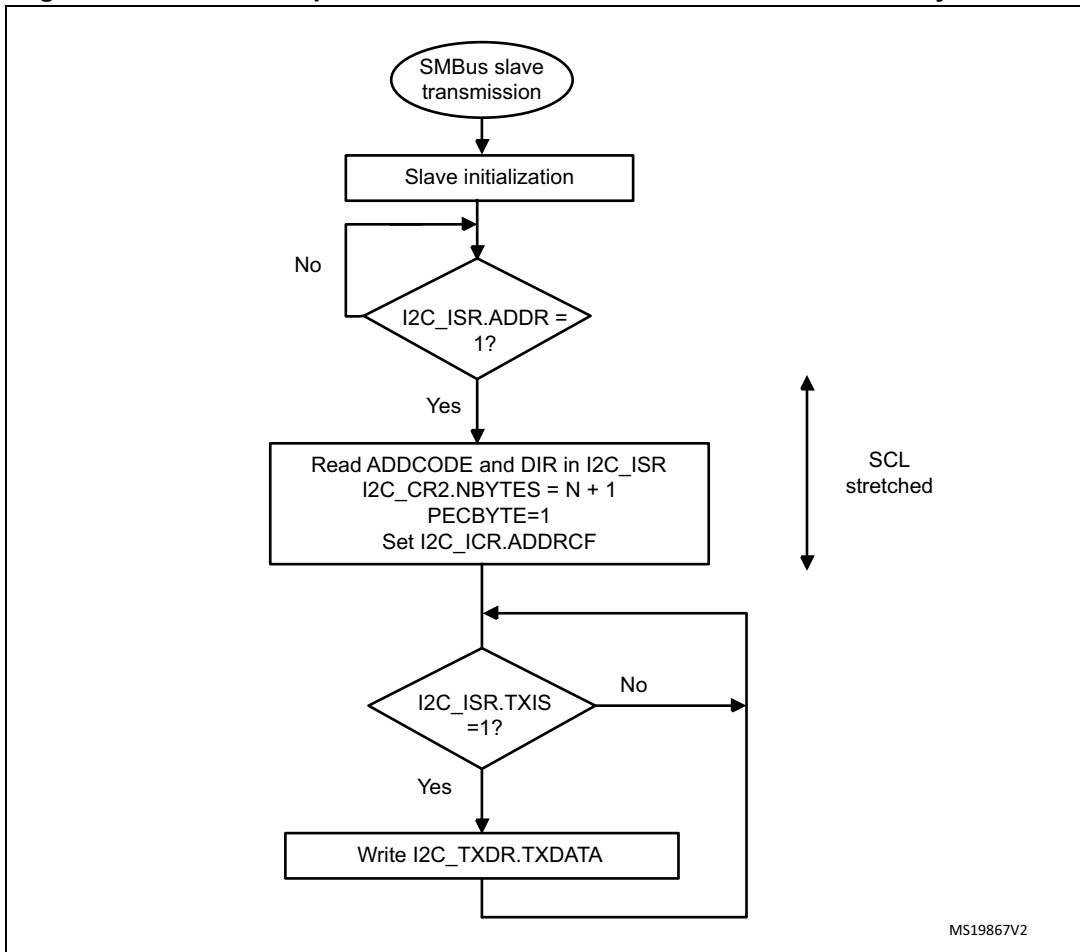 SMBus slave
transmission
Slave initialization
No
I2C_ISR.ADDR =
1?
Yes
Read ADDCODE and DIR in I2C_ISR
I2C_CR2.NBYTES = N + 1
PECBYTE=1
Set I2C_ICR.ADDRCF
SCL
stretched
I2C_ISR.TXIS
=1?
No
Yes
Write I2C_TXDR.TXDATA
MS19867V2